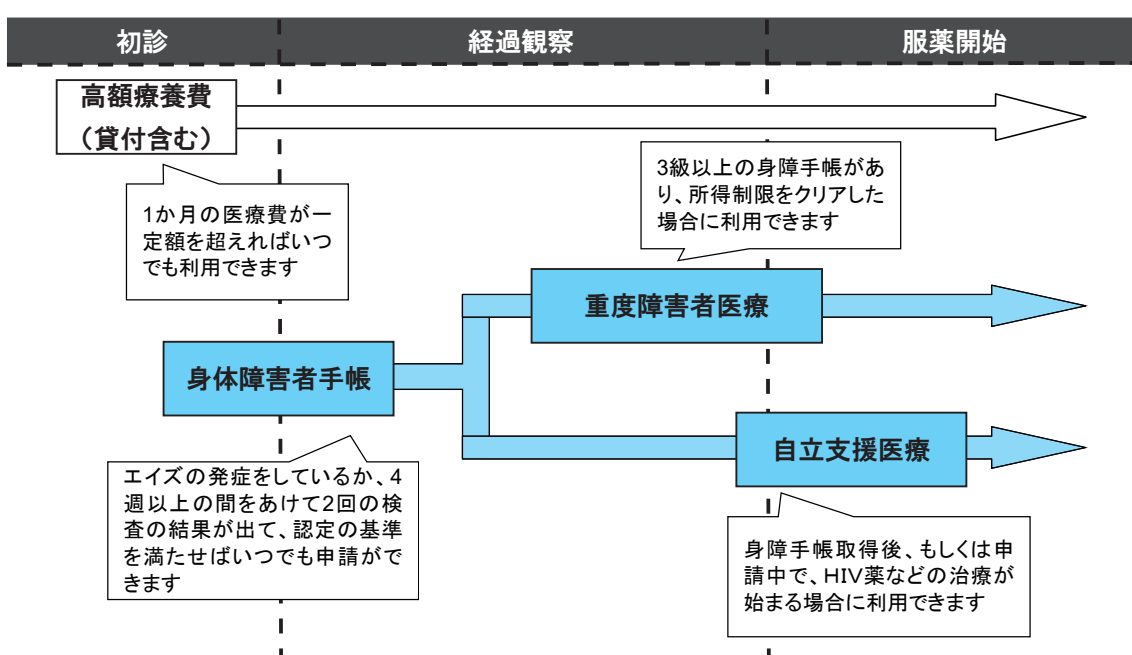 初診
経過観察
服薬開始
高額療養費
（貸付含む）
1か月の医療費が一
定額を超えればいつ
でも利用できます
3級以上の身障手帳があ
り、所得制限をクリアした
場合に利用できます
重度障害者医療
身体障害者手帳
自立支援医療
エイズの発症をしているか、4
週以上の間をあけて2回の検
査の結果が出て、認定の基準
を満たせばいつでも申請がで
きます
身障手帳取得後、もしくは申
請中で、HIV薬などの治療が
始まる場合に利用できます